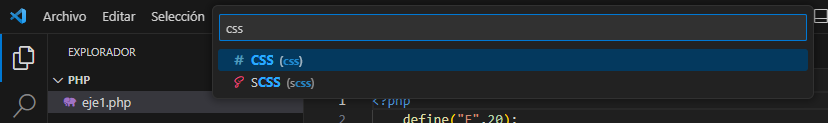 Archivo Editar Selección
css
EXPLORADOR
# CSS (css)
PHP
SCSS (scss)
eje1.php
1 <?php
2 define("E",20);